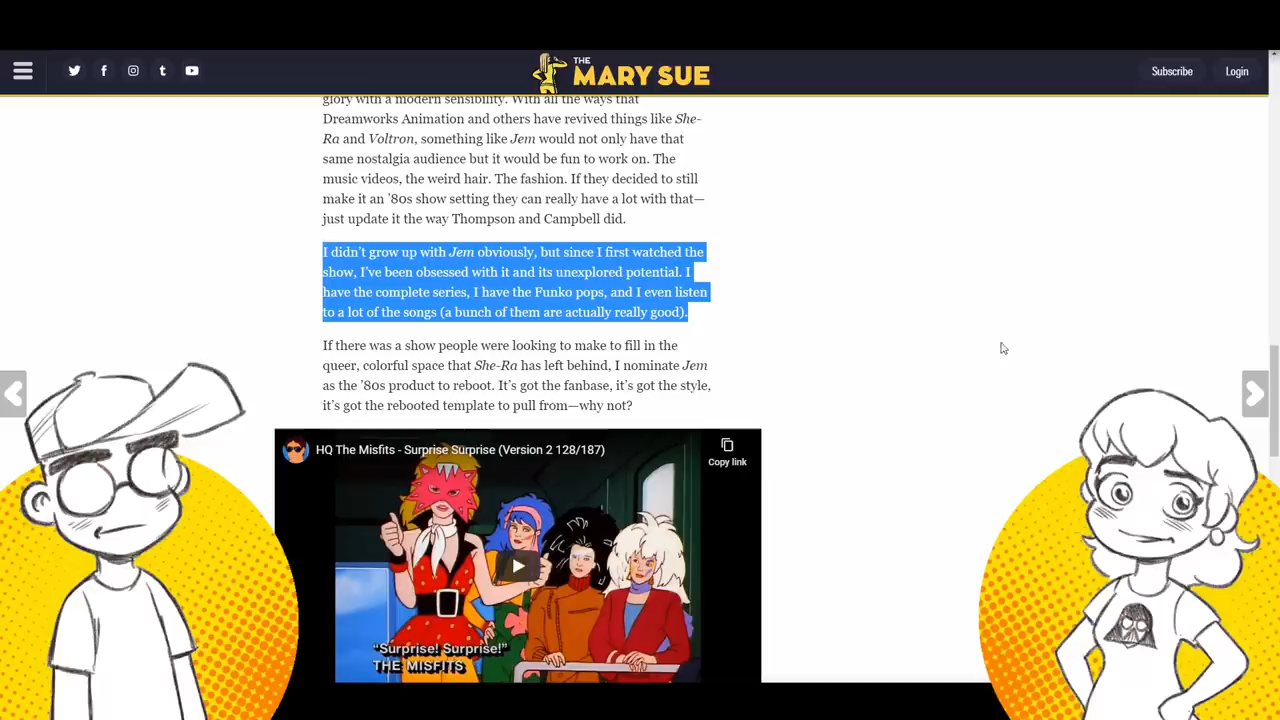 THE
MARY SUE
Subscribe
Login
glory with a modern sensibility. With all the ways that
Dreamworks Animation and others have revived things like She-
Ra and Voltron, something like Jem would not only have that
same nostalgia audience but it would be fun to work on. The
music videos, the weird hair. The fashion. If they decided to still
make it an ’80s show setting they can really have a lot with that—
just update it the way Thompson and Campbell did.
I didn’t grow up with Jem obviously, but since I first watched the
show, I’ve been obsessed with it and its unexplored potential. I
have the complete series, I have the Funko pops, and I even listen
to a lot of the songs (a bunch of them are actually really good).
If there was a show people were looking to make to fill in the
queer, colorful space that She-Ra has left behind, I nominate Jem
as the ’80s product to reboot. It’s got the fanbase, it’s got the style,
it’s got the rebooted template to pull from—why not?
HQ The Misfits - Surprise Surprise (Version 2 128/187)
Copy link
"Surprise! Surprise!"
THE MISFITS